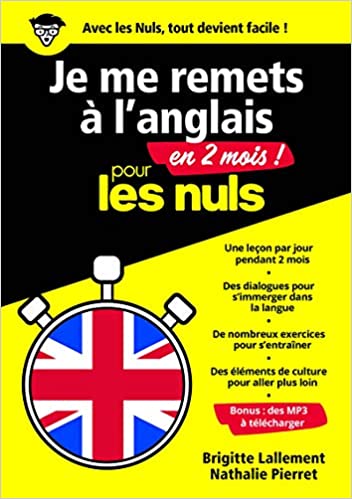 Avec les Nuls, tout devient facile !
Je me remets
à l'anglais
en 2 mois !
pour
les nuls
Une leçon par jour
pendant 2 mois
Des dialogues pour
s'immerger dans
la langue
De nombreux exercices
pour s'entraîner
Des éléments de culture
pour aller plus loin
Bonus : des MP3
à télécharger
Brigitte Lallement
Nathalie Pierret